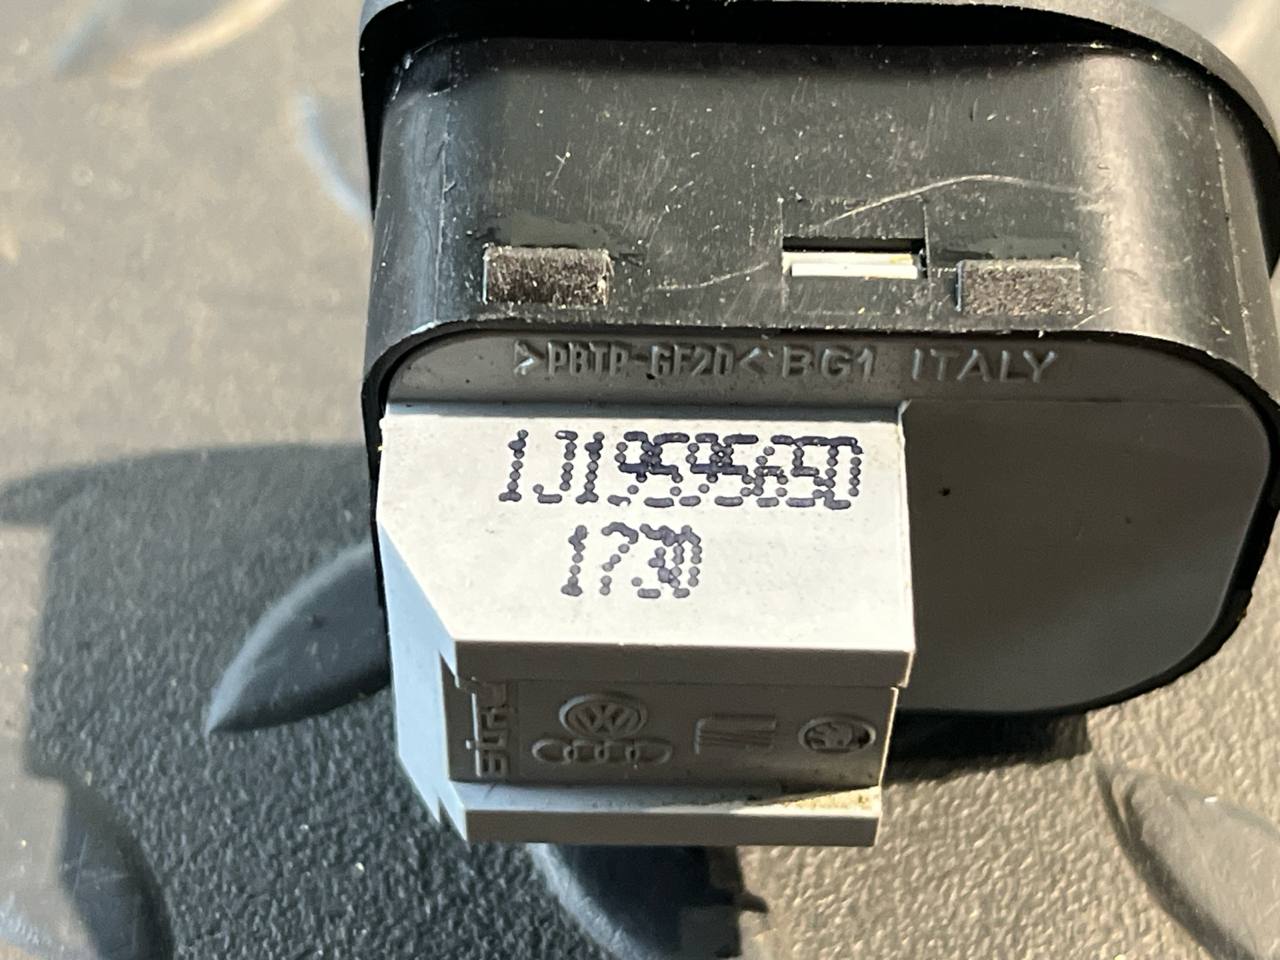 >PBTP-GF20< BG1 ITALY
1J1959565D
1730